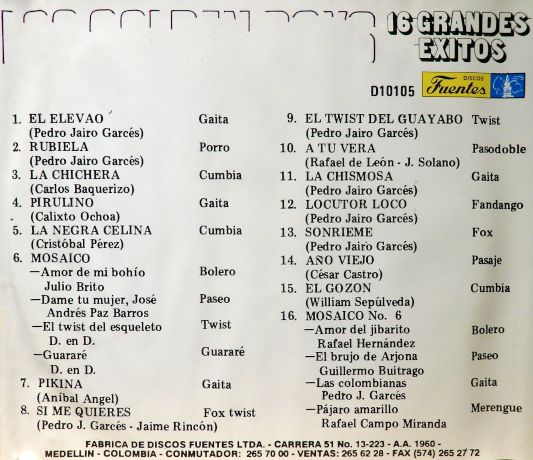 16 GRANDES
EXITOS
D10105
DISCOS
Fuentes
1. EL ELEVAO Gaita
(Pedro Jairo Garcés)
2. RUBIELA Porro
(Pedro Jairo Garcés)
3. LA CHICHERA Cumbia
(Carlos Baquerizo)
4. PIRULINO Gaita
(Calixto Ochoa)
5. LA NEGRA CELINA Cumbia
(Cristóbal Pérez)
6. MOSAICO
—Amor de mi bohío Bolero
Julio Brito
—Dame tu mujer, José Paseo
Andrés Paz Barros
—El twist del esqueleto Twist
D. en D.
—Guararé Guararé
D. en D.
7. PIKINA Gaita
(Aníbal Angel)
8. SI ME QUIERES Fox twist
(Pedro J. Garcés - Jaime Rincón)
9. EL TWIST DEL GUAYABO Twist
(Pedro Jairo Garcés)
10. A TU VERA Pasodoble
(Rafael de León - J. Solano)
11. LA CHISMOSA Gaita
(Pedro Jairo Garcés)
12. LOCUTOR LOCO Fandango
(Pedro Jairo Garcés)
13. SONRIEME Fox
(Pedro Jairo Garcés)
14. AÑO VIEJO Pasaje
(César Castro)
15. EL GOZON Cumbia
(William Sepúlveda)
16. MOSAICO No. 6
—Amor del jibarito Bolero
Rafael Hernández
—El brujo de Arjona Paseo
Guillermo Buitrago
—Las colombianas Gaita
Pedro J. Garcés
—Pájaro amarillo Merengue
Rafael Campo Miranda
FABRICA DE DISCOS FUENTES LTDA. - CARRERA 51 No. 13-223 - A.A. 1960 -
MEDELLIN - COLOMBIA - CONMUTADOR: 265 70 00 - VENTAS: 265 62 28 - FAX (574) 265 27 72